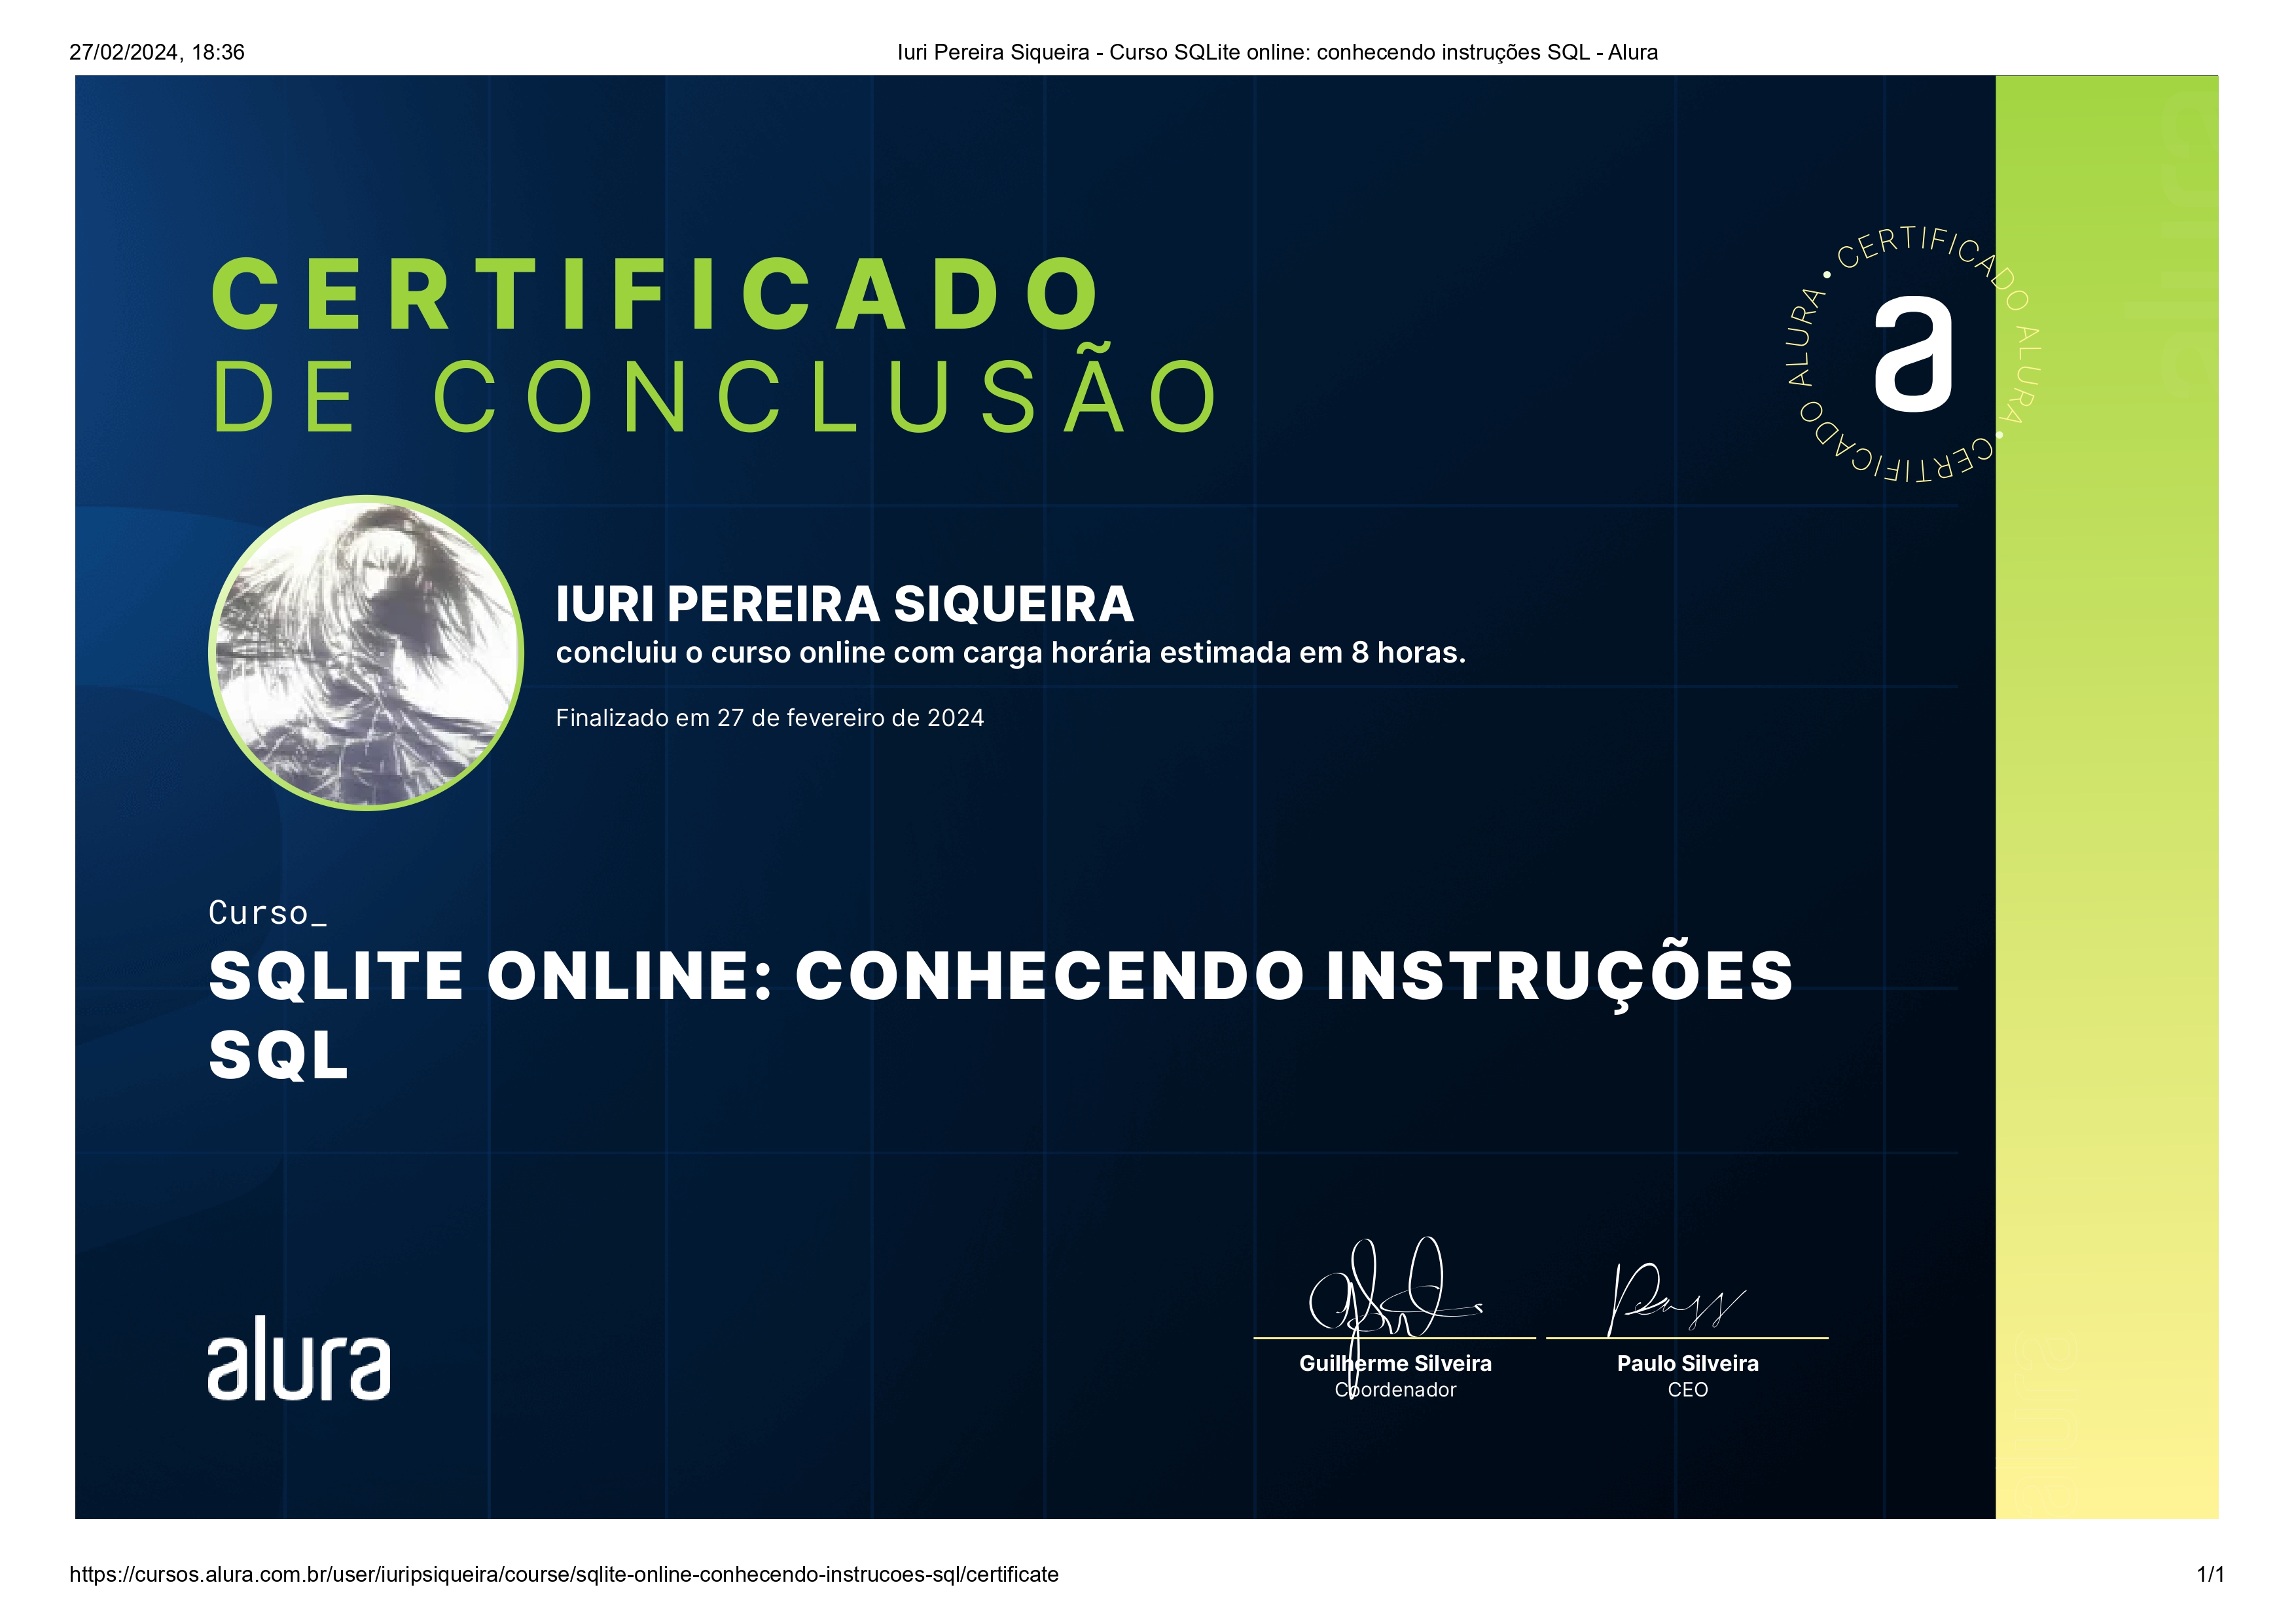 27/02/2024, 18:36
Iuri Pereira Siqueira - Curso SQLite online: conhecendo instruções SQL - Alura
CERTIFICADO
DE CONCLUSÃO
CERTIFICADO ALURA • CERTIFICADO ALURA •
a
IURI PEREIRA SIQUEIRA
concluiu o curso online com carga horária estimada em 8 horas.
Finalizado em 27 de fevereiro de 2024
Curso_
SQLITE ONLINE: CONHECENDO INSTRUÇÕES
SQL
alura
Guilherme Silveira
Coordenador
Paulo Silveira
CEO
https://cursos.alura.com.br/user/iuripsiqueira/course/sqlite-online-conhecendo-instrucoes-sql/certificate
1/1